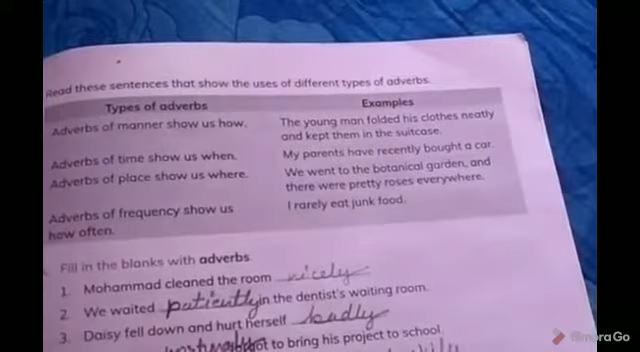 Read these sentences that show the uses of different types of adverbs.
Types of adverbs Examples
Adverbs of manner show us how. The young man folded his clothes neatly
and kept them in the suitcase.
Adverbs of time show us when. My parents have recently bought a car.
Adverbs of place show us where. We went to the botanical garden, and
there were pretty roses everywhere.
Adverbs of frequency show us I rarely eat junk food.
how often.
Fill in the blanks with adverbs.
1. Mohammad cleaned the room nicely
2. We waited patiently in the dentist's waiting room.
3. Daisy fell down and hurt herself badly
to bring his project to school.
filmoraGo